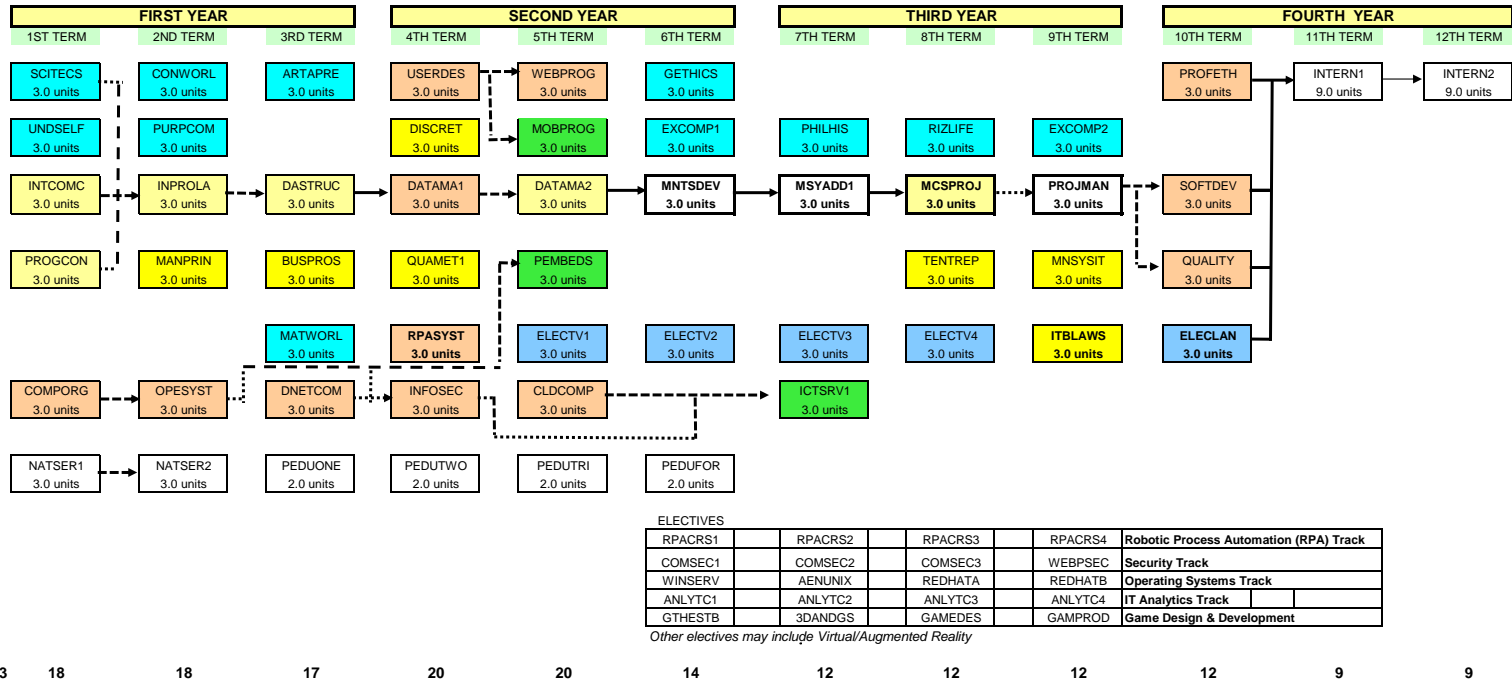 FIRST YEAR SECOND YEAR THIRD YEAR FOURTH YEAR
1ST TERM 2ND TERM 3RD TERM 4TH TERM 5TH TERM 6TH TERM 7TH TERM 8TH TERM 9TH TERM 10TH TERM 11TH TERM 12TH TERM
SCITECS CONWORL ARTAPRE USERDES WEBPROG GETHICS PROFETH INTERN1 INTERN2
3.0 units 3.0 units 3.0 units 3.0 units 3.0 units 3.0 units 3.0 units 9.0 units 9.0 units
UNDSELF PURPCOM DISCRET MOBPROG EXCOMP1 PHILHIS RIZLIFE EXCOMP2
3.0 units 3.0 units 3.0 units 3.0 units 3.0 units 3.0 units 3.0 units 3.0 units
INTCOMC INPROLA DASTRUC DATAMA1 DATAMA2 MNTSDEV MSYADD1 MCSPROJ PROJMAN SOFTDEV
3.0 units 3.0 units 3.0 units 3.0 units 3.0 units 3.0 units 3.0 units 3.0 units 3.0 units 3.0 units
PROGCON MANPRIN BUSPROS QUAMET1 PEMBEDS TENTREP MNSYSIT QUALITY
3.0 units 3.0 units 3.0 units 3.0 units 3.0 units 3.0 units 3.0 units 3.0 units
MATWORL RPASYST ELECTV1 ELECTV2 ELECTV3 ELECTV4 ITBLAWS ELECLAN
3.0 units 3.0 units 3.0 units 3.0 units 3.0 units 3.0 units 3.0 units 3.0 units
COMPORG OPESYST DNETCOM INFOSEC CLDCOMP ICTSRV1
3.0 units 3.0 units 3.0 units 3.0 units 3.0 units 3.0 units
NATSER1 NATSER2 PEDUONE PEDUTWO PEDUTRI PEDUFOR
3.0 units 3.0 units 2.0 units 2.0 units 2.0 units 2.0 units
ELECTIVES
RPACRS1 RPACRS2 RPACRS3 RPACRS4 Robotic Process Automation (RPA) Track
COMSEC1 COMSEC2 COMSEC3 WEBPSEC Security Track
WINSERV AENUNIX REDHATA REDHATB Operating Systems Track
ANLYTC1 ANLYTC2 ANLYTC3 ANLYTC4 IT Analytics Track
GTHESTB 3DANDGS GAMEDES GAMPROD Game Design & Development
Other electives may include Virtual/Augmented Reality
3 18 18 17 20 20 14 12 12 12 12 9 9